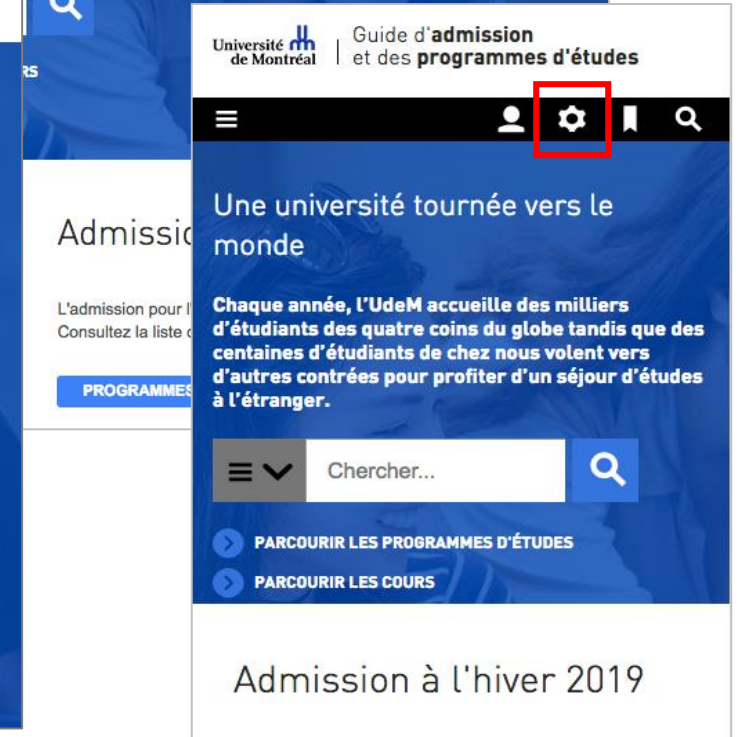 RS
Admissio
L'admission pour l'
Consultez la liste d
PROGRAMMES
Université
de Montréal
Guide d'admission
et des programmes d'études
Une université tournée vers le
monde
Chaque année, l'UdeM accueille des milliers
d'étudiants des quatre coins du globe tandis que des
centaines d'étudiants de chez nous volent vers
d'autres contrées pour profiter d'un séjour d'études
à l'étranger.
Chercher...
PARCOURIR LES PROGRAMMES D'ÉTUDES
PARCOURIR LES COURS
Admission à l'hiver 2019